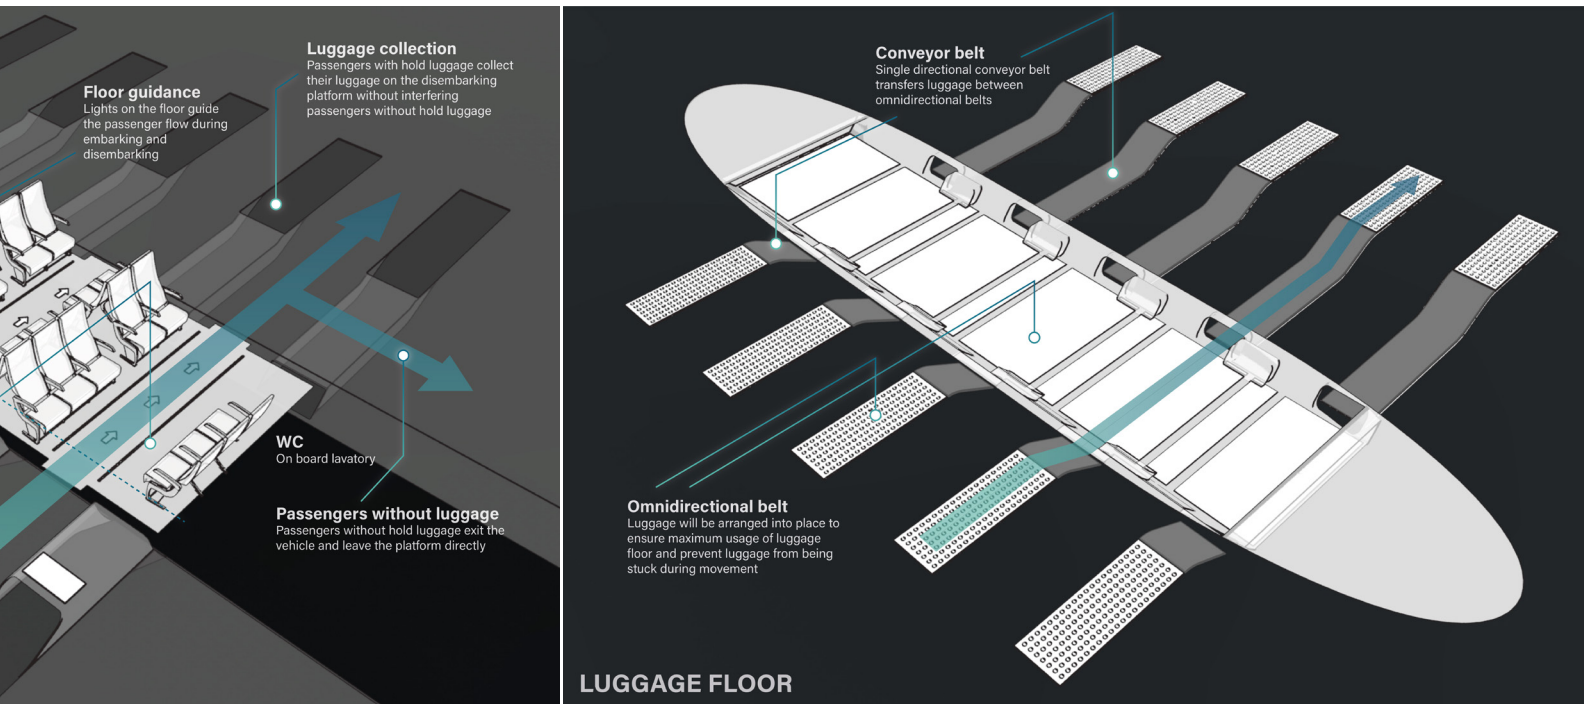 Luggage collection
Passengers with hold luggage collect
their luggage on the disembarking
platform without interfering
passengers without hold luggage
Floor guidance
Lights on the floor guide
the passenger flow during
embarking and
disembarking
WC
On board lavatory
Passengers without luggage
Passengers without hold luggage exit the
vehicle and leave the platform directly
Conveyor belt
Single directional conveyor belt
transfers luggage between
omnidirectional belts
Omnidirectional belt
Luggage will be arranged into place to
ensure maximum usage of luggage
floor and prevent luggage from being
stuck during movement
LUGGAGE FLOOR